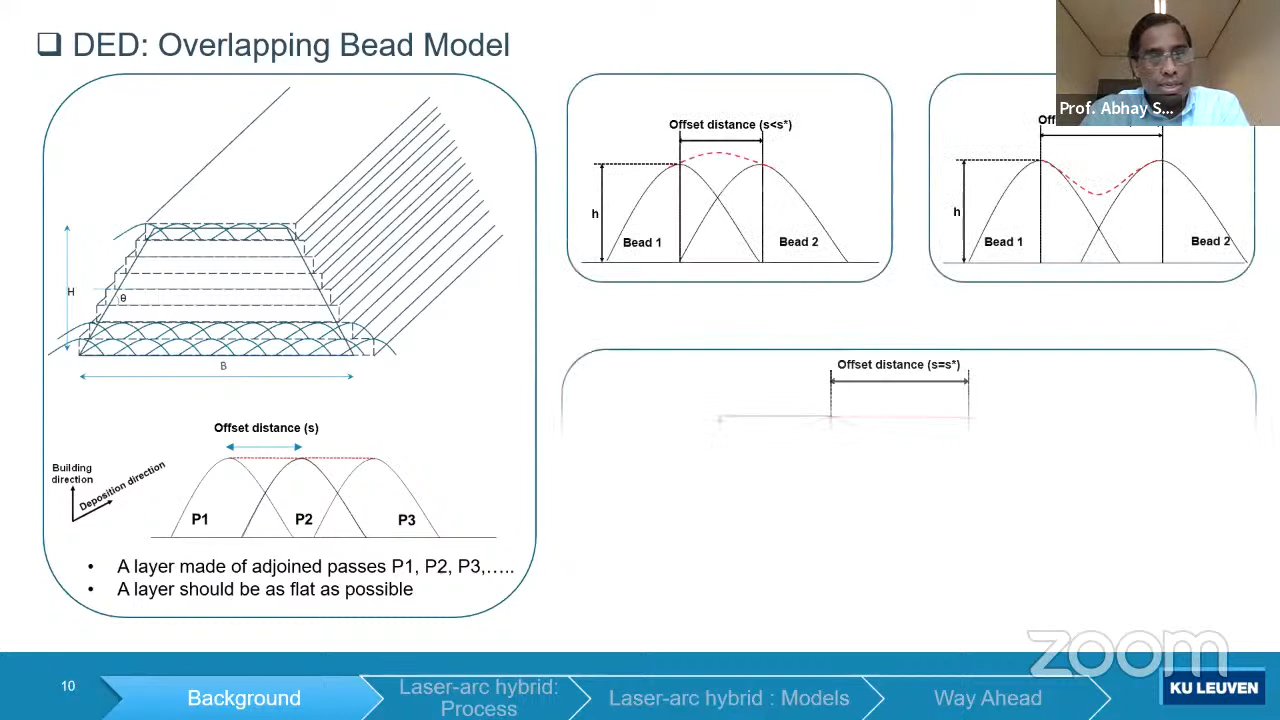 ❑ DED: Overlapping Bead Model
Prof. Abhay S...
H
θ
B
Offset distance (s)
Building
direction
Deposition direction
P1
P2
P3
• A layer made of adjoined passes P1, P2, P3,…..
• A layer should be as flat as possible
Offset distance (s<s*)
h
Bead 1
Bead 2
h
Bead 1
Bead 2
Offset distance (s=s*)
zoom
10
Background
Laser-arc hybrid:
Process
Laser-arc hybrid : Models
Way Ahead
KU LEUVEN